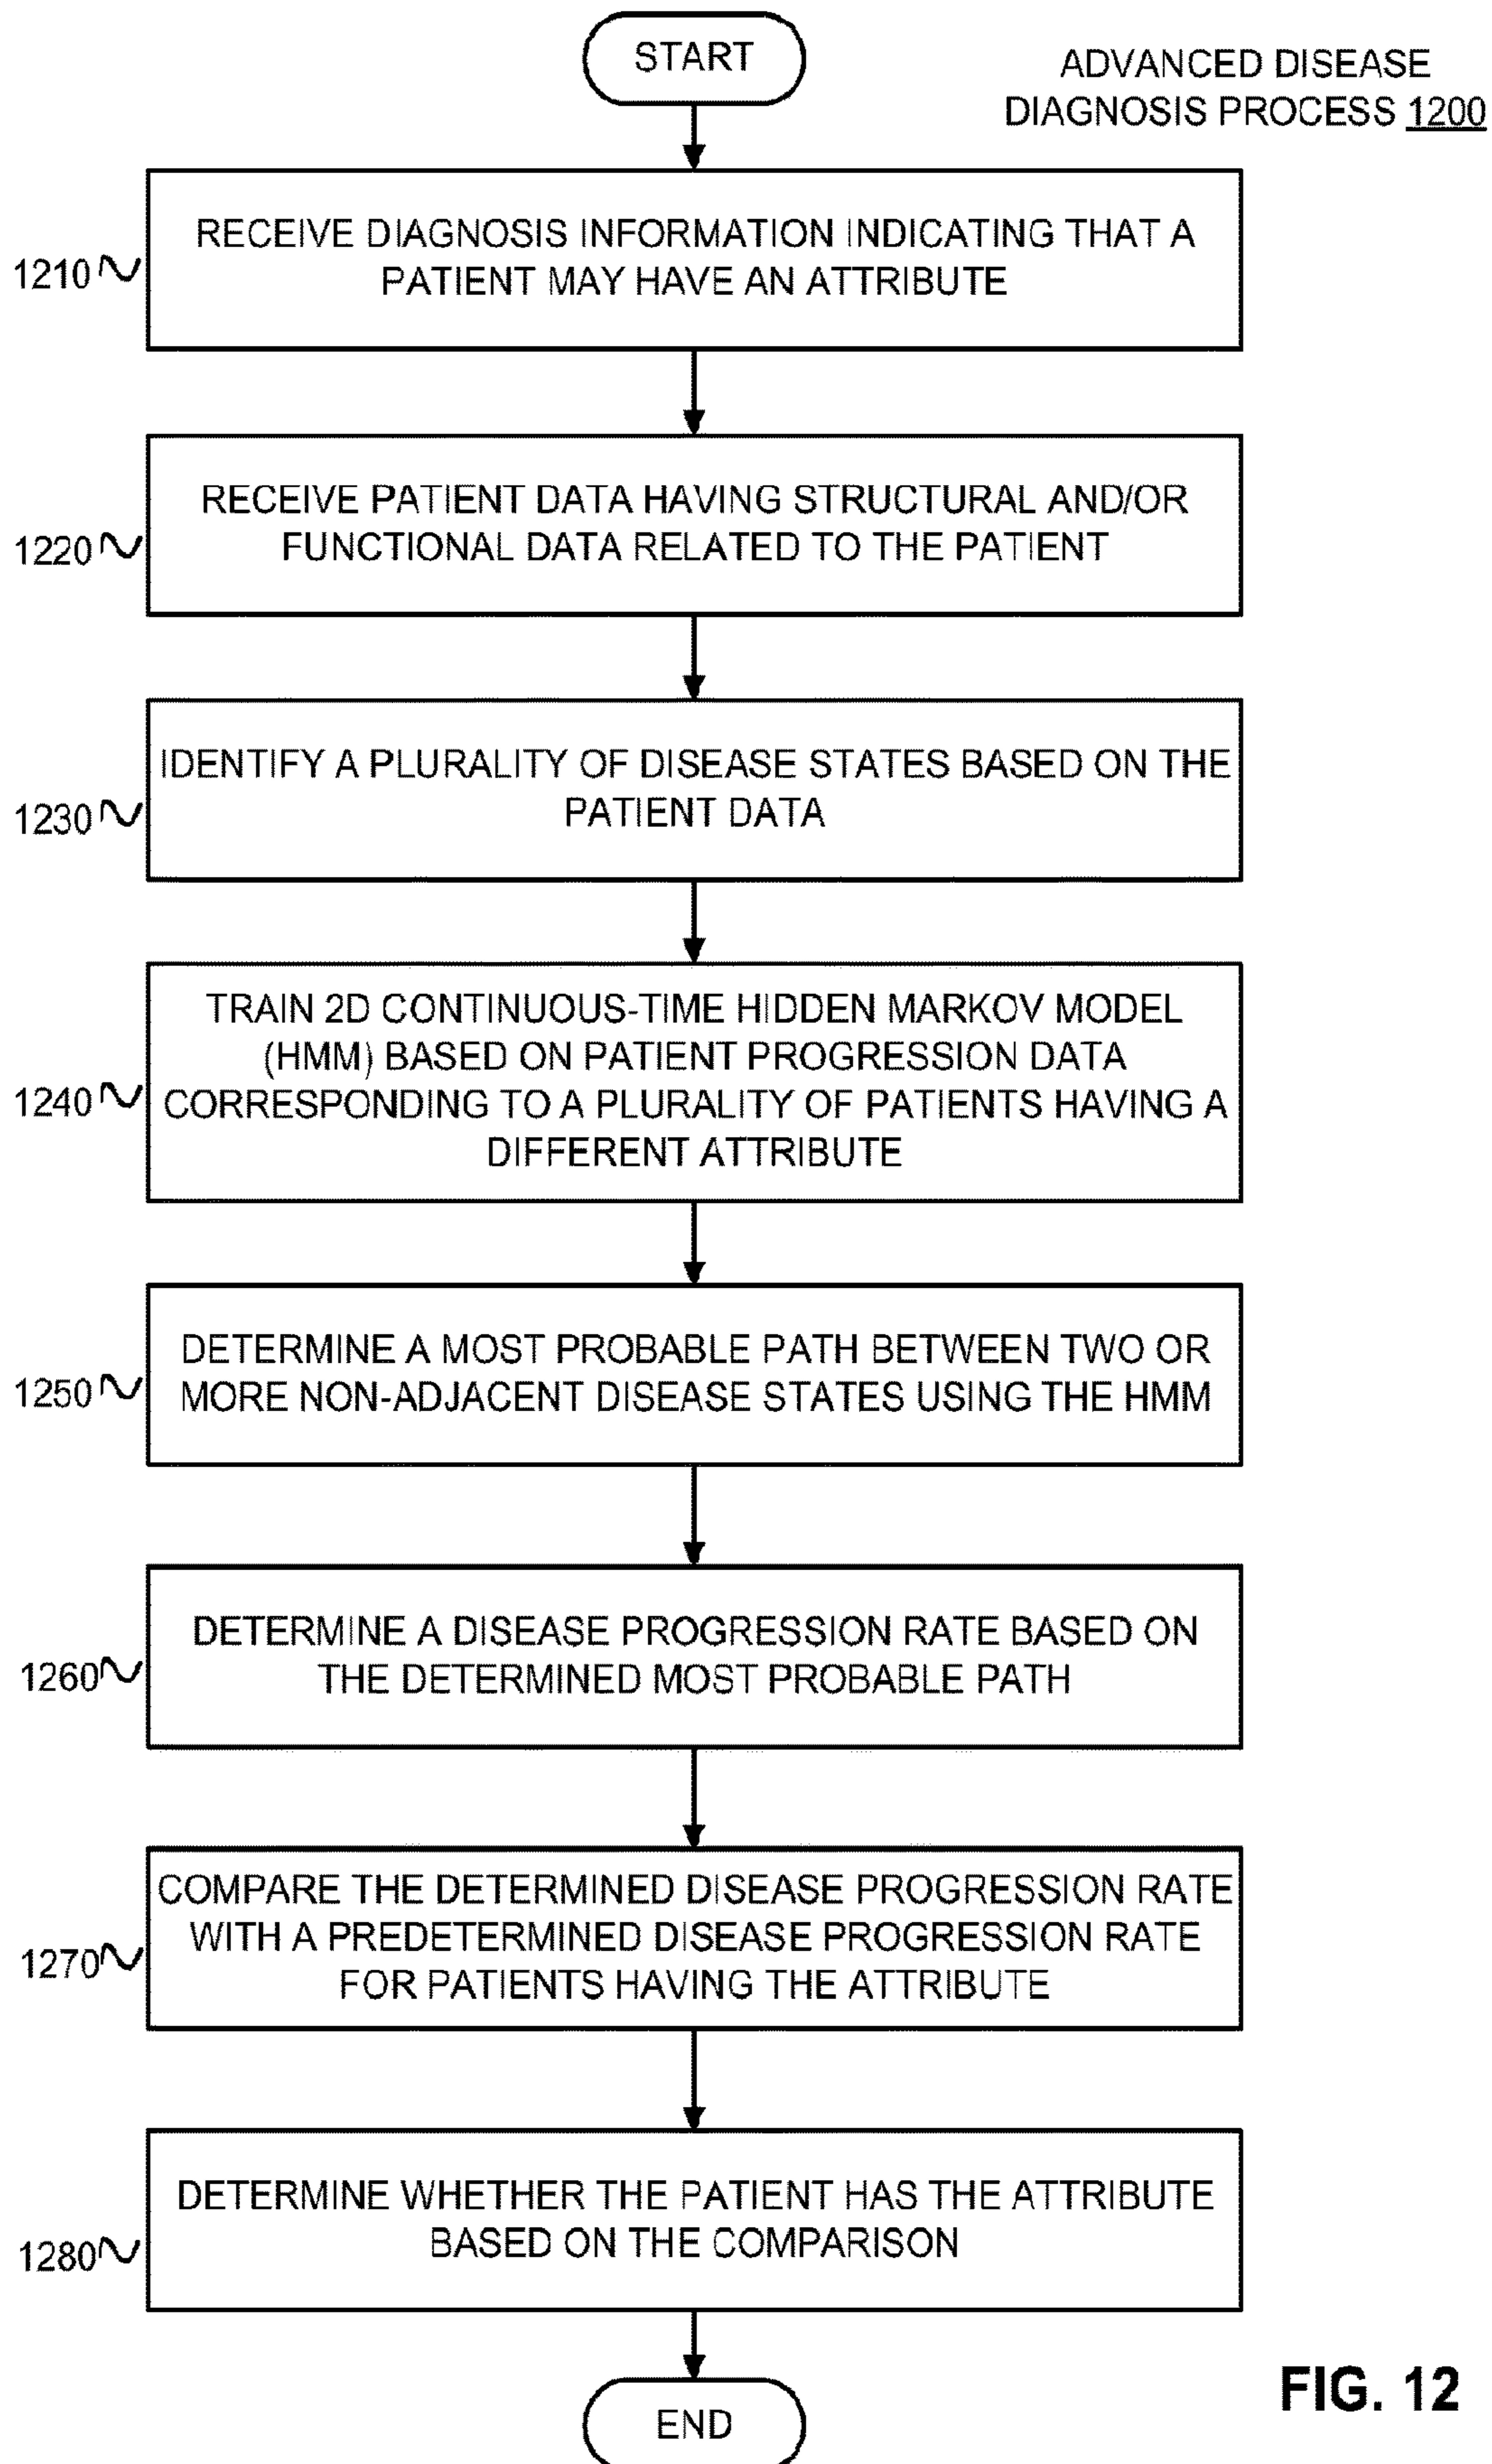 START
ADVANCED DISEASE
DIAGNOSIS PROCESS 1200
1210
RECEIVE DIAGNOSIS INFORMATION INDICATING THAT A
PATIENT MAY HAVE AN ATTRIBUTE
1220
RECEIVE PATIENT DATA HAVING STRUCTURAL AND/OR
FUNCTIONAL DATA RELATED TO THE PATIENT
1230
IDENTIFY A PLURALITY OF DISEASE STATES BASED ON THE
PATIENT DATA
1240
TRAIN 2D CONTINUOUS-TIME HIDDEN MARKOV MODEL
(HMM) BASED ON PATIENT PROGRESSION DATA
CORRESPONDING TO A PLURALITY OF PATIENTS HAVING A
DIFFERENT ATTRIBUTE
1250
DETERMINE A MOST PROBABLE PATH BETWEEN TWO OR
MORE NON-ADJACENT DISEASE STATES USING THE HMM
1260
DETERMINE A DISEASE PROGRESSION RATE BASED ON
THE DETERMINED MOST PROBABLE PATH
1270
COMPARE THE DETERMINED DISEASE PROGRESSION RATE
WITH A PREDETERMINED DISEASE PROGRESSION RATE
FOR PATIENTS HAVING THE ATTRIBUTE
1280
DETERMINE WHETHER THE PATIENT HAS THE ATTRIBUTE
BASED ON THE COMPARISON
END
FIG. 12